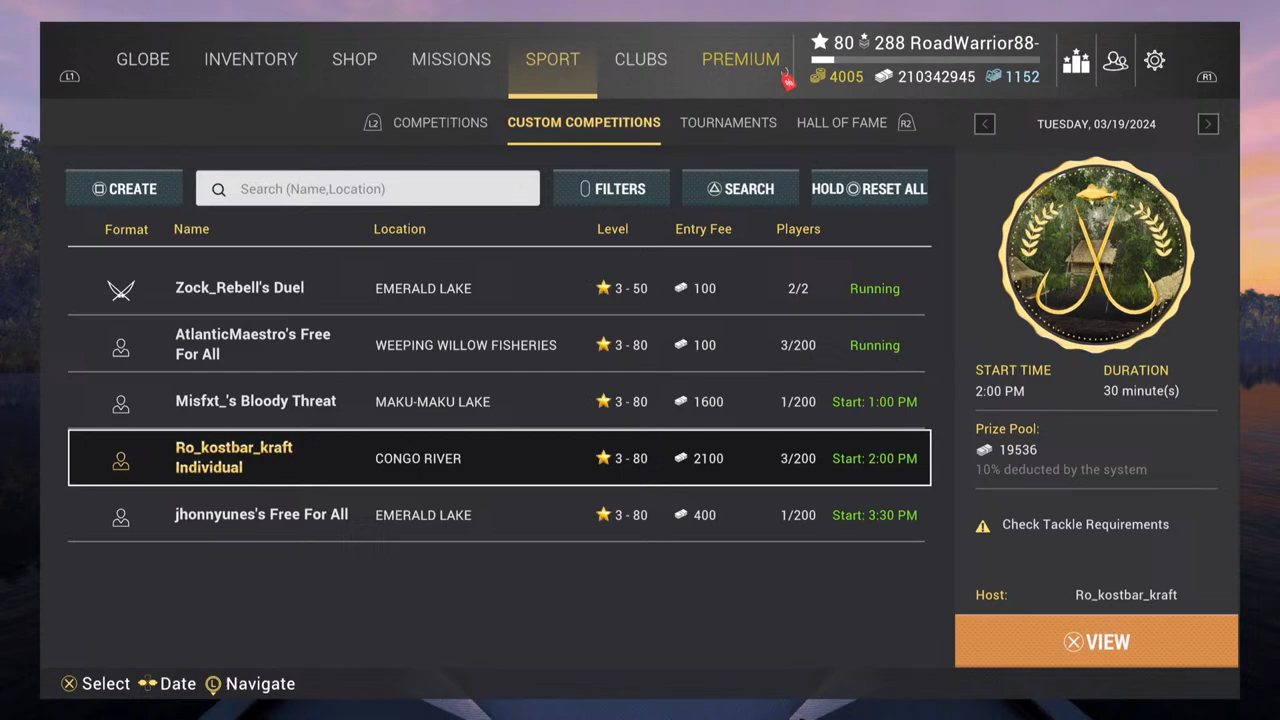 GLOBE INVENTORY SHOP MISSIONS SPORT CLUBS PREMIUM
80 288 RoadWarrior88-
4005 210342945 1152
L1 R1
L2 COMPETITIONS CUSTOM COMPETITIONS TOURNAMENTS HALL OF FAME R2
TUESDAY, 03/19/2024
CREATE Search (Name,Location) FILTERS SEARCH HOLD RESET ALL
Format Name Location Level Entry Fee Players
Zock_Rebell's Duel EMERALD LAKE 3 - 50 100 2/2 Running
AtlanticMaestro's Free
For All
WEEPING WILLOW FISHERIES 3 - 80 100 3/200 Running
Misfxt_'s Bloody Threat MAKU-MAKU LAKE 3 - 80 1600 1/200 Start: 1:00 PM
Ro_kostbar_kraft
Individual
CONGO RIVER 3 - 80 2100 3/200 Start: 2:00 PM
jhonnyunes's Free For All EMERALD LAKE 3 - 80 400 1/200 Start: 3:30 PM
START TIME DURATION
2:00 PM 30 minute(s)
Prize Pool:
19536
10% deducted by the system
Check Tackle Requirements
Host: Ro_kostbar_kraft
VIEW
Select Date L Navigate